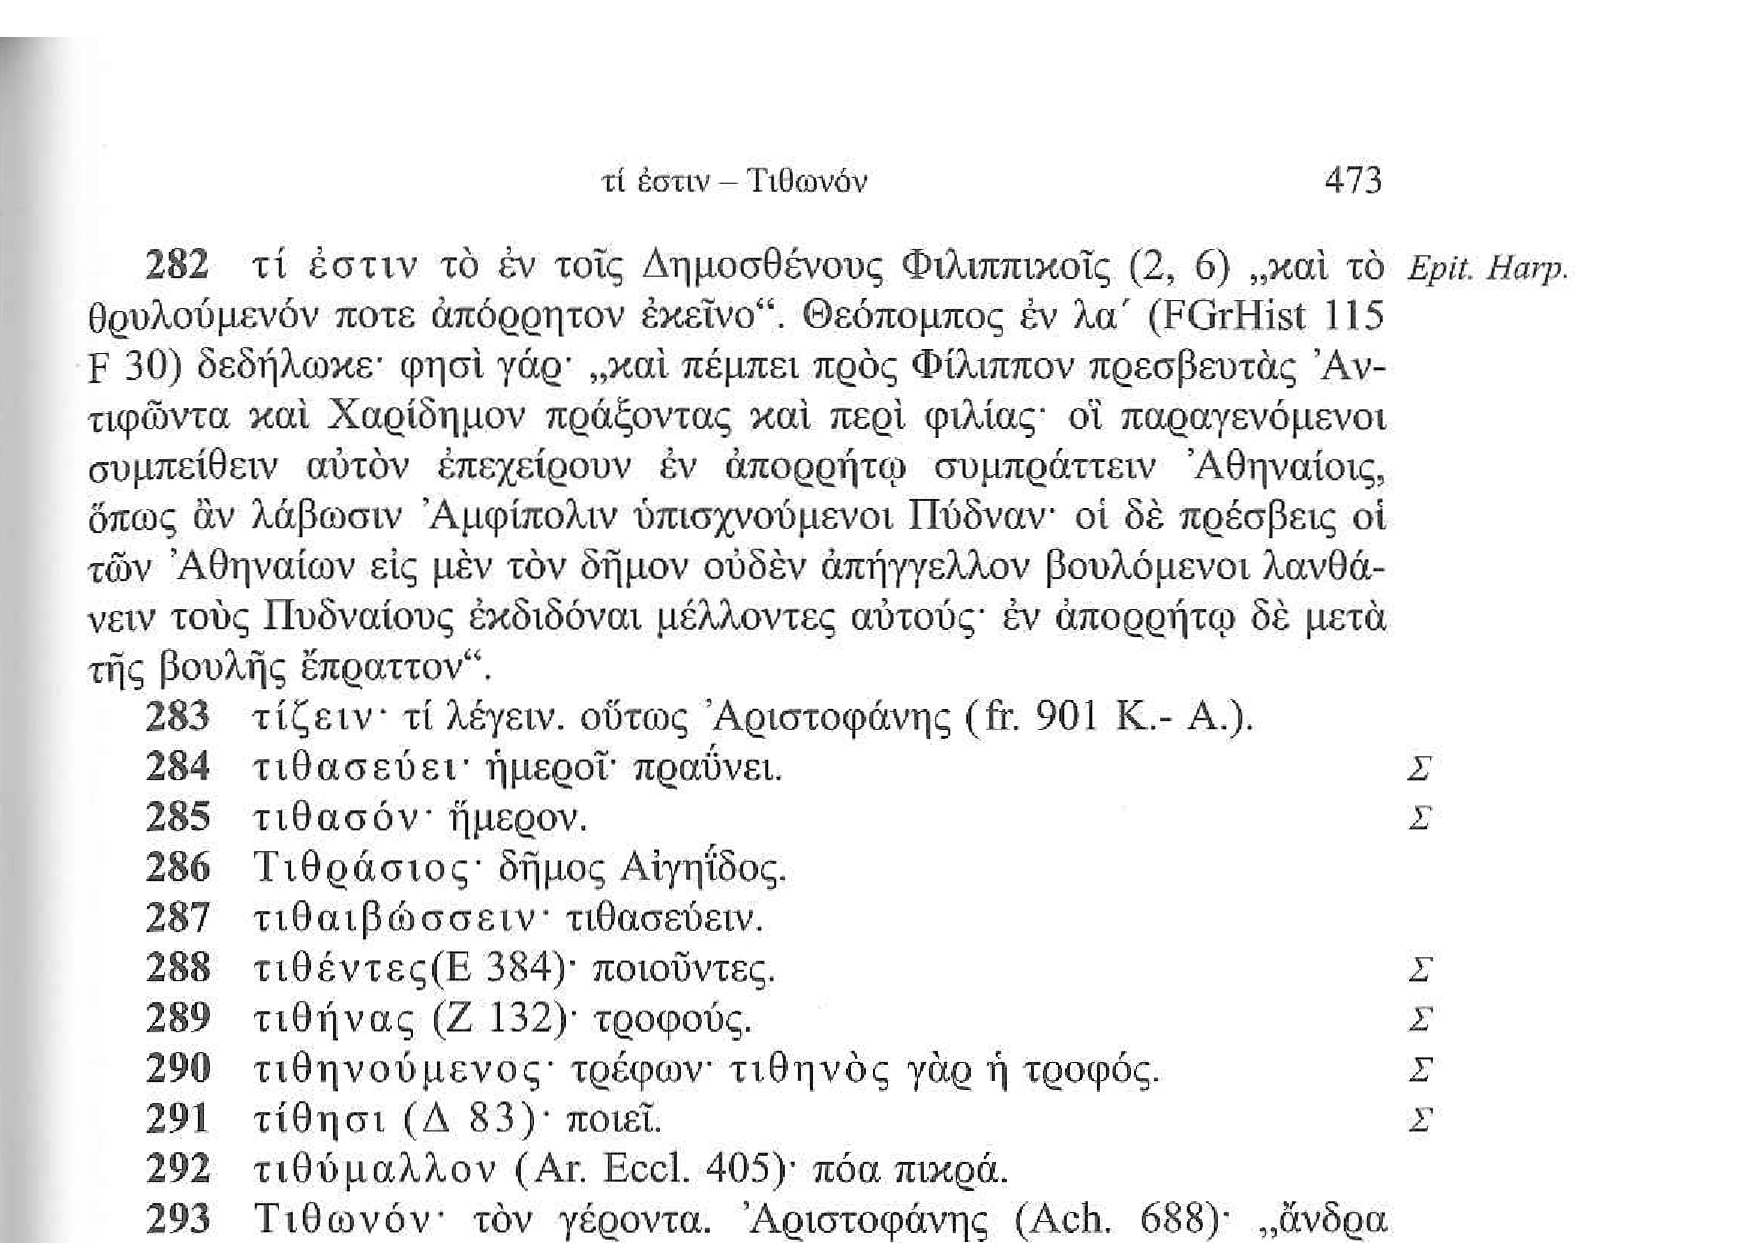 τί ἐστιν – Τιθωνόν 473
282 τί ἐστιν τὸ ἐν τοῖς Δημοσθένους Φιλιππικοῖς (2, 6) „καὶ τὸ Epit. Harp.
θρυλούμενόν ποτε ἀπόρρητον ἐκεῖνο“. Θεόπομπος ἐν λα΄ (FGrHist 115
F 30) δεδήλωκε· φησὶ γάρ· „καὶ πέμπει πρὸς Φίλιππον πρεσβευτὰς Ἀν-
τιφῶντα καὶ Χαρίδημον πράξοντας καὶ περὶ φιλίας· οἳ παραγενόμενοι
συμπείθειν αὐτὸν ἐπεχείρουν ἐν ἀπορρήτῳ συμπράττειν Ἀθηναίοις,
ὅπως ἂν λάβωσιν Ἀμφίπολιν ὑπισχνούμενοι Πύδναν· οἱ δὲ πρέσβεις οἱ
τῶν Ἀθηναίων εἰς μὲν τὸν δῆμον οὐδὲν ἀπήγγελλον βουλόμενοι λανθά-
νειν τοὺς Πυδναίους ἐκδιδόναι μέλλοντες αὐτούς· ἐν ἀπορρήτῳ δὲ μετὰ
τῆς βουλῆς ἔπραττον“.
283 τίζειν· τί λέγειν. οὕτως Ἀριστοφάνης (fr. 901 K.- A.).
284 τιθασεύει· ἡμεροῖ· πραΰνει. Σ
285 τιθασόν· ἥμερον. Σ
286 Τιθράσιος· δῆμος Αἰγηΐδος.
287 τιθαιβώσσειν· τιθασεύειν.
288 τιθέντες(Ε 384)· ποιοῦντες. Σ
289 τιθήνας (Ζ 132)· τροφούς. Σ
290 τιθηνούμενος· τρέφων· τιθηνὸς γὰρ ἡ τροφός. Σ
291 τίθησι (Δ 83)· ποιεῖ. Σ
292 τιθύμαλλον (Ar. Eccl. 405)· πόα πικρά.
293 Τιθωνόν· τὸν γέροντα. Ἀριστοφάνης (Ach. 688)· „ἄνδρα